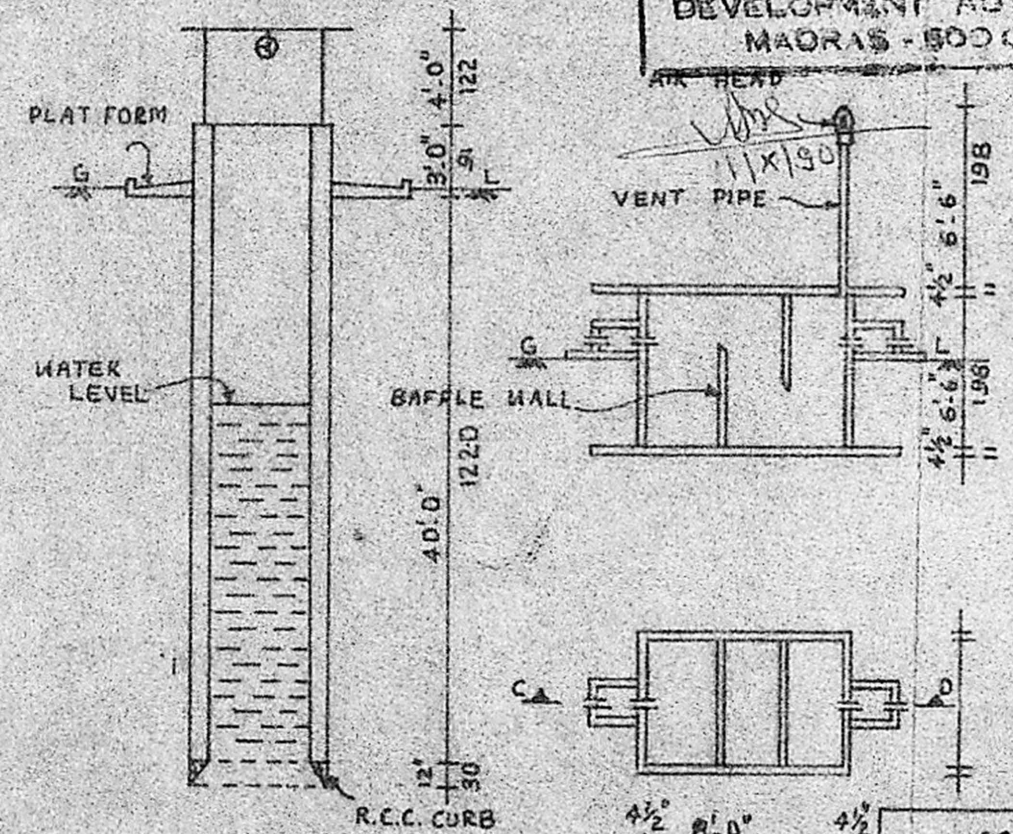 DEVELOPMENT AU
MADRAS - 600 0
AIR HEAD
11/X/90
PLAT FORM
G
L
4'.0"
122
3'.0"
91
VENT PIPE
198
6'.6"
4½"
WATER
LEVEL
G
L
BAFFLE WALL
6'.6"
198
4½"
40'.0"
1220
C
D
12"
30
R.C.C. CURB
4½"
8'.0"
4½"